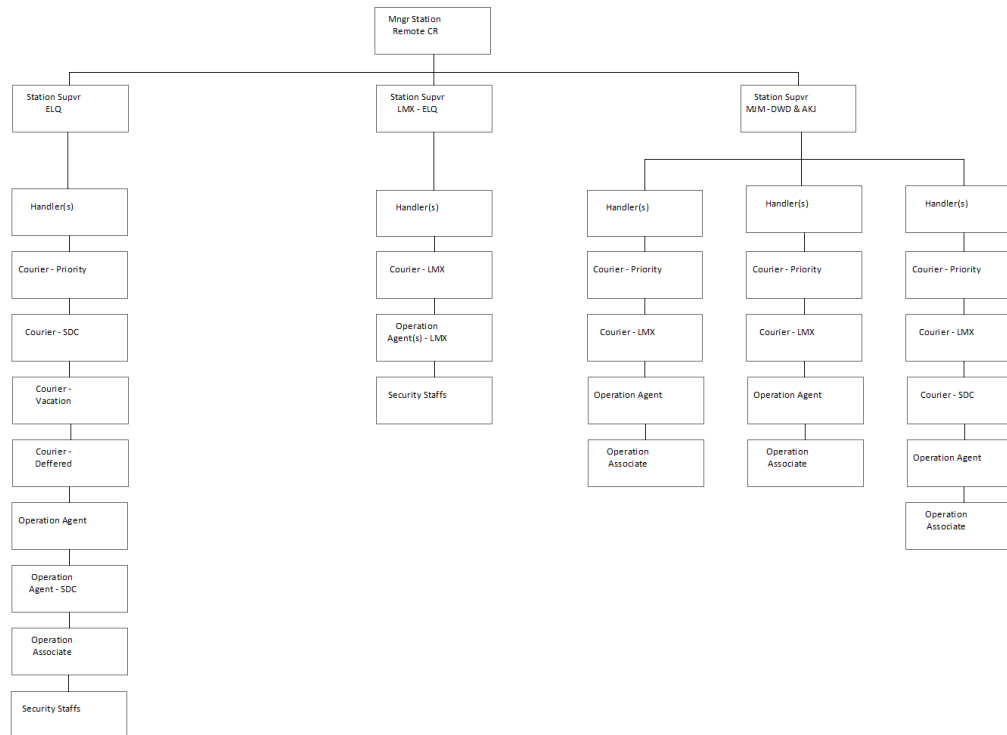 Mngr Station
Remote CR
Station Supvr
ELQ
Station Supvr
LMX - ELQ
Station Supvr
MJM -DWD & AKJ
Handler(s)
Courier - Priority
Courier - SDC
Courier -
Vacation
Courier -
Deffered
Operation Agent
Operation
Agent - SDC
Operation
Associate
Security Staffs
Handler(s)
Courier - LMX
Operation
Agent(s) - LMX
Security Staffs
Handler(s)
Courier - Priority
Courier - LMX
Operation Agent
Operation
Associate
Handler(s)
Courier - Priority
Courier - LMX
Operation Agent
Operation
Associate
Handler(s)
Courier - Priority
Courier - LMX
Courier - SDC
Operation Agent
Operation
Associate